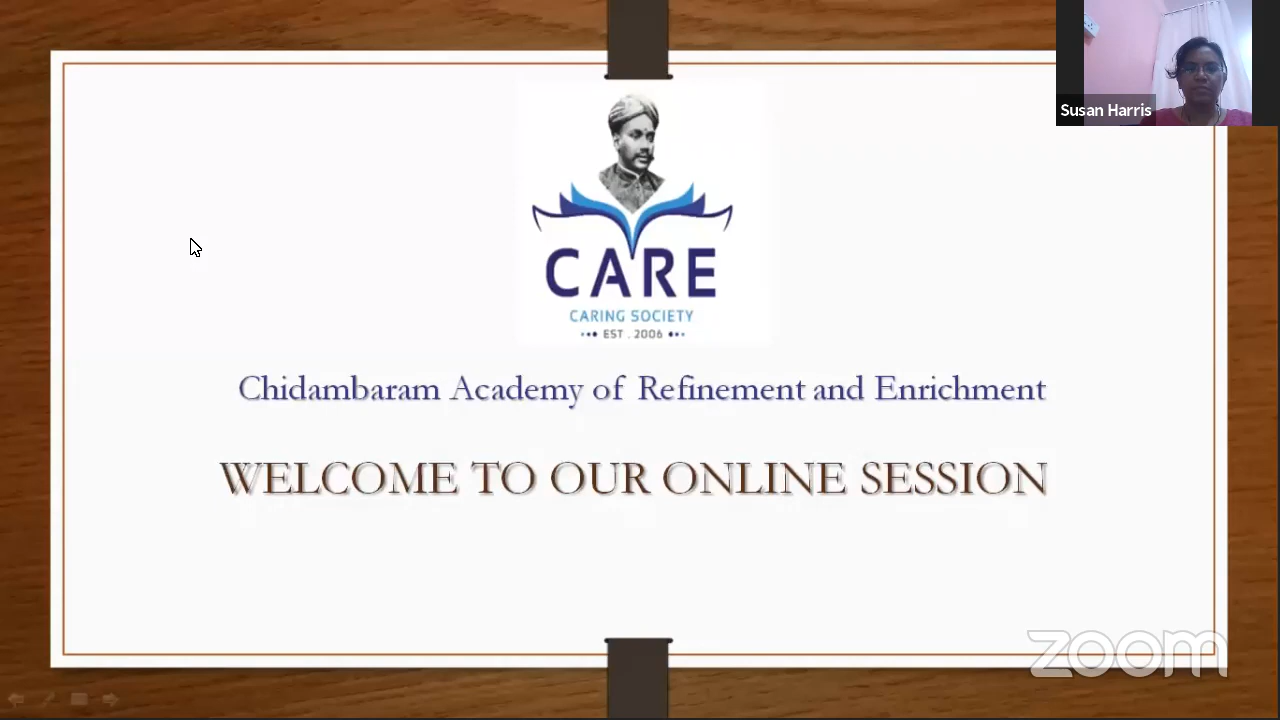 Susan Harris
CARE
CARING SOCIETY
EST . 2006
Chidambaram Academy of Refinement and Enrichment
WELCOME TO OUR ONLINE SESSION
zoom